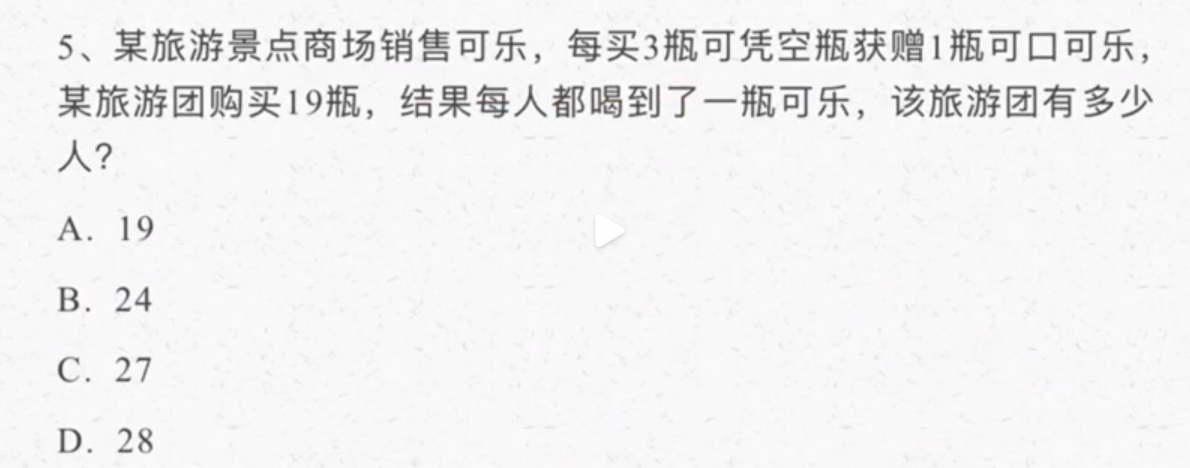 5、某旅游景点商场销售可乐，每买3瓶可凭空瓶获赠1瓶可口可乐，
某旅游团购买19瓶，结果每人都喝到了一瓶可乐，该旅游团有多少
人？
A. 19
B. 24
C. 27
D. 28